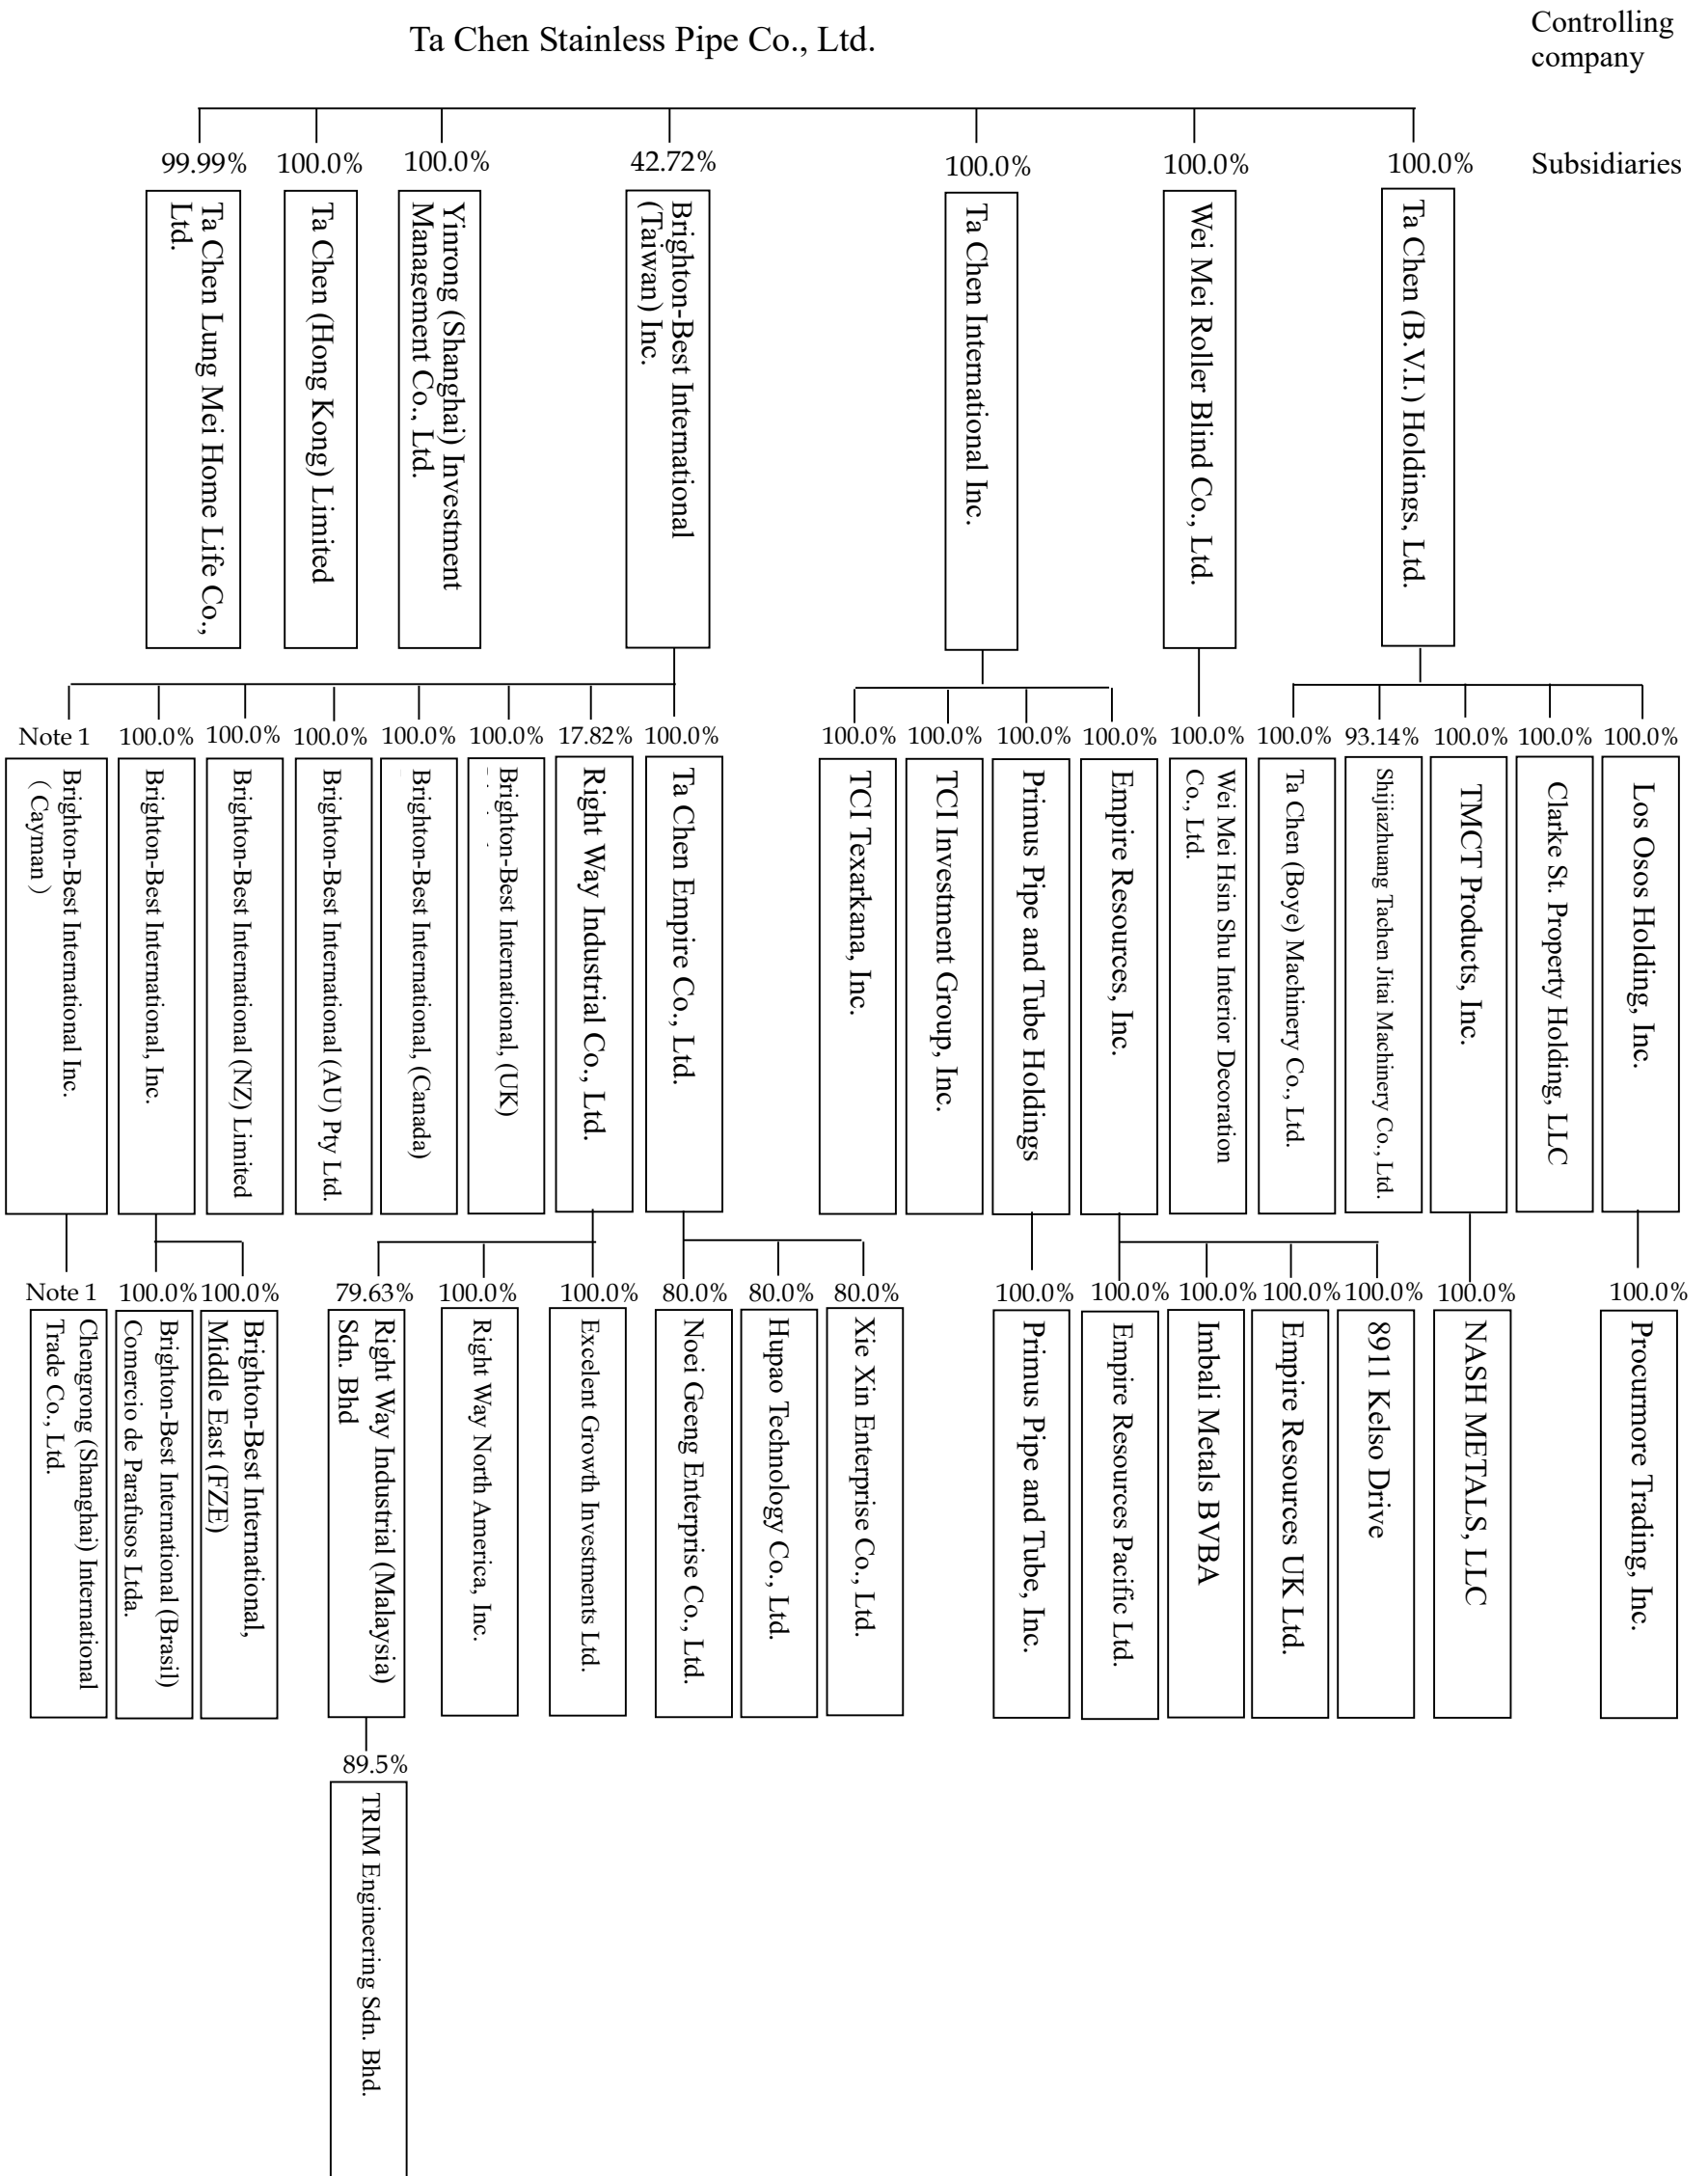 Ta Chen Stainless Pipe Co., Ltd.
Controlling
company
99.99%
100.0%
100.0%
42.72%
100.0%
100.0%
100.0%
Subsidiaries
Ta Chen Lung Mei Home Life Co.,
Ltd.
Ta Chen (Hong Kong) Limited
Yinrong (Shanghai) Investment
Management Co., Ltd.
Brighton-Best International
(Taiwan) Inc.
Ta Chen International Inc.
Wei Mei Roller Blind Co., Ltd.
Ta Chen (B.V.I.) Holdings, Ltd.
Note 1
100.0%
100.0%
100.0%
100.0%
100.0%
17.82%
100.0%
100.0%
100.0%
100.0%
100.0%
100.0%
100.0%
93.14%
100.0%
100.0%
100.0%
Brighton-Best International Inc.
( Cayman )
Brighton-Best International, Inc.
Brighton-Best International (NZ) Limited
Brighton-Best International (AU) Pty Ltd.
Brighton-Best International, (Canada)
Brighton-Best International, (UK)
Right Way Industrial Co., Ltd.
Ta Chen Empire Co., Ltd.
TCI Texarkana, Inc.
TCI Investment Group, Inc.
Primus Pipe and Tube Holdings
Empire Resources, Inc.
Wei Mei Hsin Shu Interior Decoration
Co., Ltd.
Ta Chen (Boye) Machinery Co., Ltd.
Shijiazhuang Tachen Jitai Machinery Co., Ltd.
TMCT Products, Inc.
Clarke St. Property Holding, LLC
Los Osos Holding, Inc.
Note 1
100.0%
100.0%
79.63%
100.0%
100.0%
80.0%
80.0%
80.0%
100.0%
100.0%
100.0%
100.0%
100.0%
100.0%
100.0%
Chengrong (Shanghai) International
Trade Co., Ltd.
Brighton-Best International (Brasil)
Comercio de Parafusos Ltda.
Brighton-Best International,
Middle East (FZE)
Right Way Industrial (Malaysia)
Sdn. Bhd
Right Way North America, Inc.
Excelent Growth Investments Ltd.
Noei Geeng Enterprise Co., Ltd.
Hupao Technology Co., Ltd.
Xie Xin Enterprise Co., Ltd.
Primus Pipe and Tube, Inc.
Empire Resources Pacific Ltd.
Imbali Metals BVBA
Empire Resources UK Ltd.
8911 Kelso Drive
NASH METALS, LLC
Procurmore Trading, Inc.
89.5%
TRIM Engineering Sdn. Bhd.